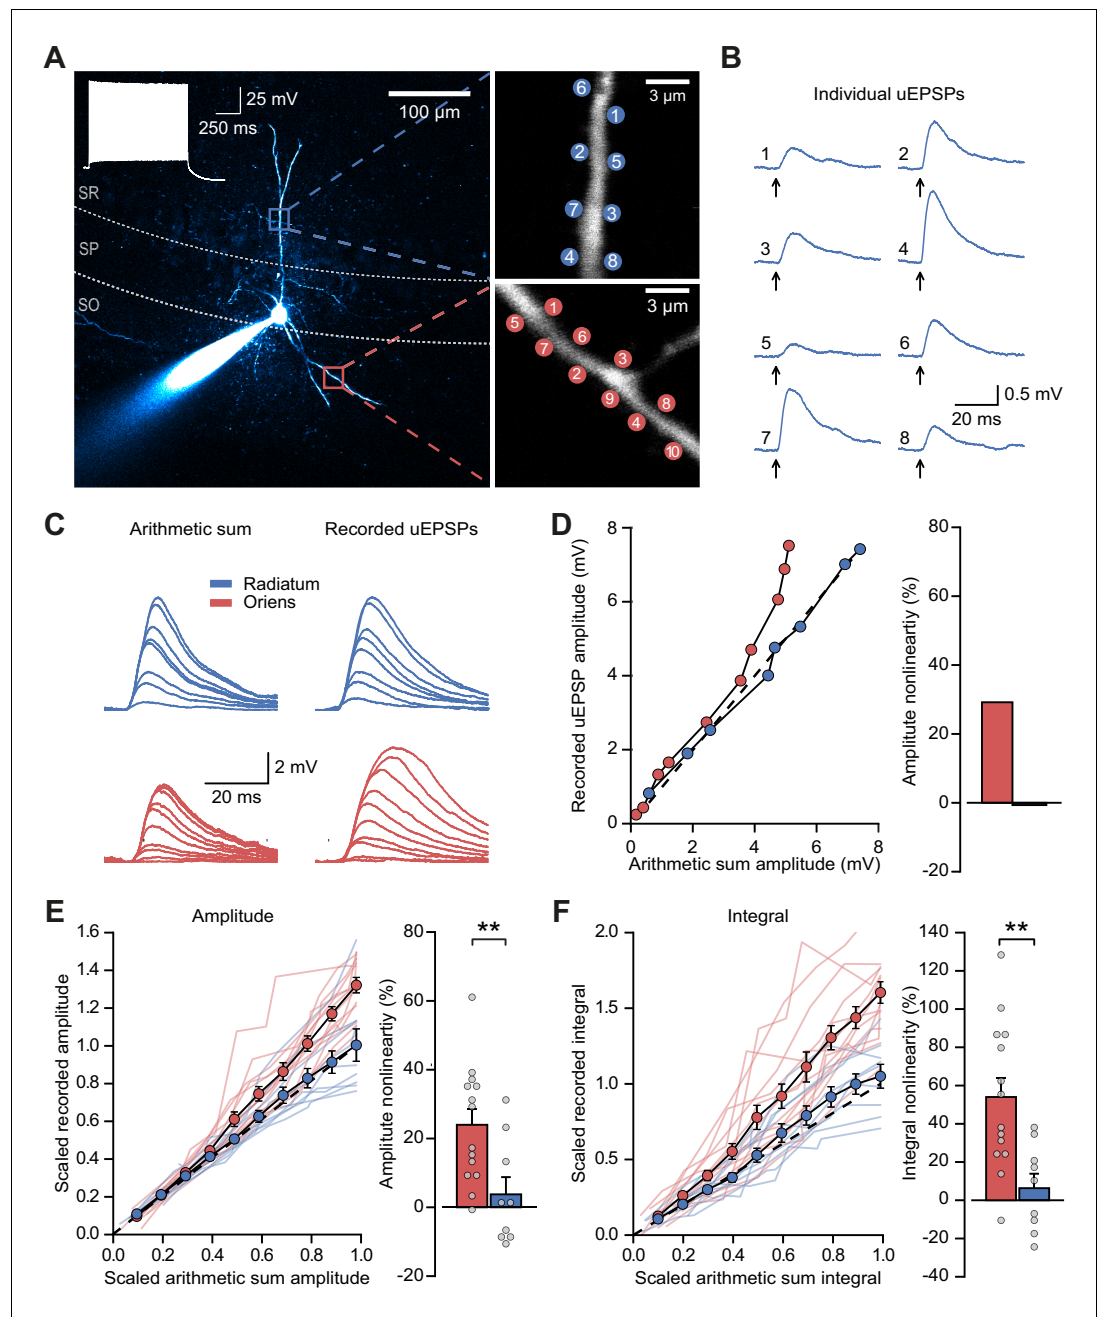 A
25 mV
250 ms
100 µm
SR
SP
SO
3 µm
6
1
2
5
7
3
4
8
3 µm
1
5
6
7
3
2
9
8
4
10
B
Individual uEPSPs
1
2
3
4
5
6
7
8
0.5 mV
20 ms
C
Arithmetic sum
Recorded uEPSPs
Radiatum
Oriens
2 mV
20 ms
D
Recorded uEPSP amplitude (mV)
8
6
4
2
0
0
2
4
6
8
Arithmetic sum amplitude (mV)
Amplitude nonlineartiy (%)
80
60
40
20
0
-20
E
Amplitude
Scaled recorded amplitude
1.6
1.4
1.2
1.0
0.8
0.6
0.4
0.2
0.0
0.0
0.2
0.4
0.6
0.8
1.0
Scaled arithmetic sum amplitude
Amplitude nonlineartiy (%)
80
60
40
20
0
-20
**
F
Integral
Scaled recorded integral
2.0
1.5
1.0
0.5
0.0
0.0
0.2
0.4
0.6
0.8
1.0
Scaled arithmetic sum integral
Integral nonlinearity (%)
140
120
100
80
60
40
20
0
-20
-40
**